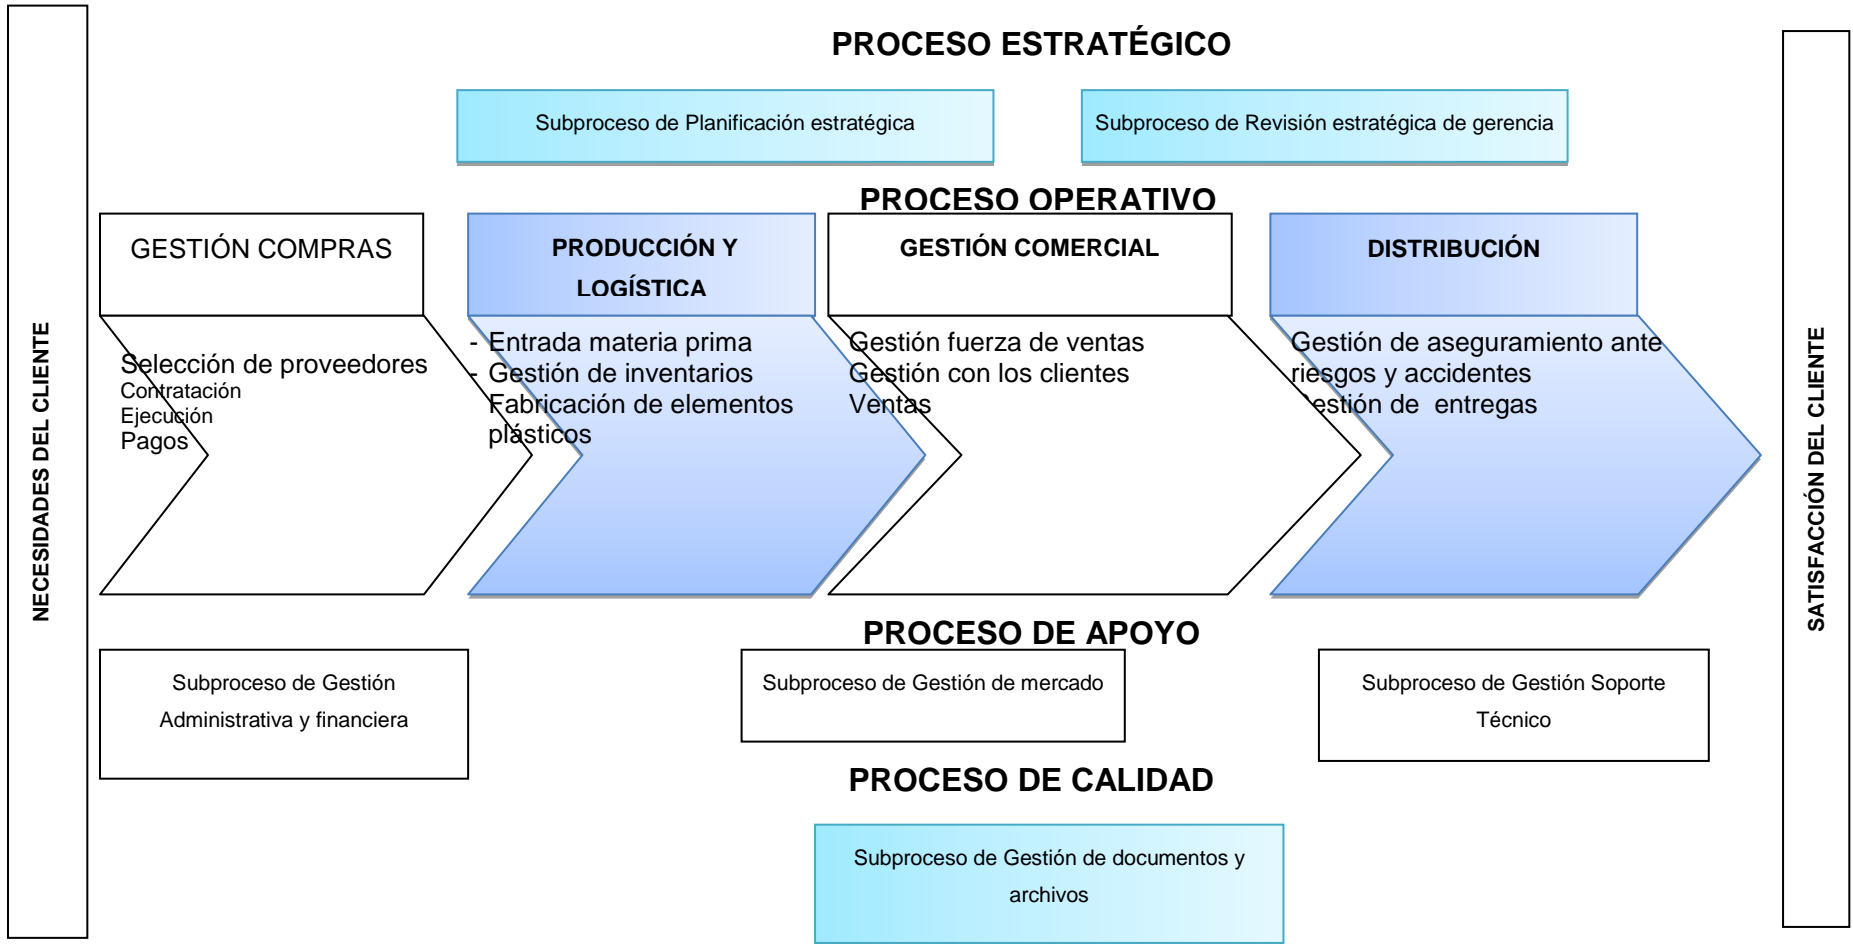 NECESIDADES DEL CLIENTE
PROCESO ESTRATÉGICO
Subproceso de Planificación estratégica
Subproceso de Revisión estratégica de gerencia
PROCESO OPERATIVO
GESTIÓN COMPRAS
Selección de proveedores
Contratación
Ejecución
Pagos
PRODUCCIÓN Y
LOGÍSTICA
- Entrada materia prima
- Gestión de inventarios
Fabricación de elementos
plásticos
GESTIÓN COMERCIAL
Gestión fuerza de ventas
Gestión con los clientes
Ventas
DISTRIBUCIÓN
Gestión de aseguramiento ante
riesgos y accidentes
Gestión de entregas
PROCESO DE APOYO
Subproceso de Gestión
Administrativa y financiera
Subproceso de Gestión de mercado
Subproceso de Gestión Soporte
Técnico
PROCESO DE CALIDAD
Subproceso de Gestión de documentos y
archivos
SATISFACCIÓN DEL CLIENTE